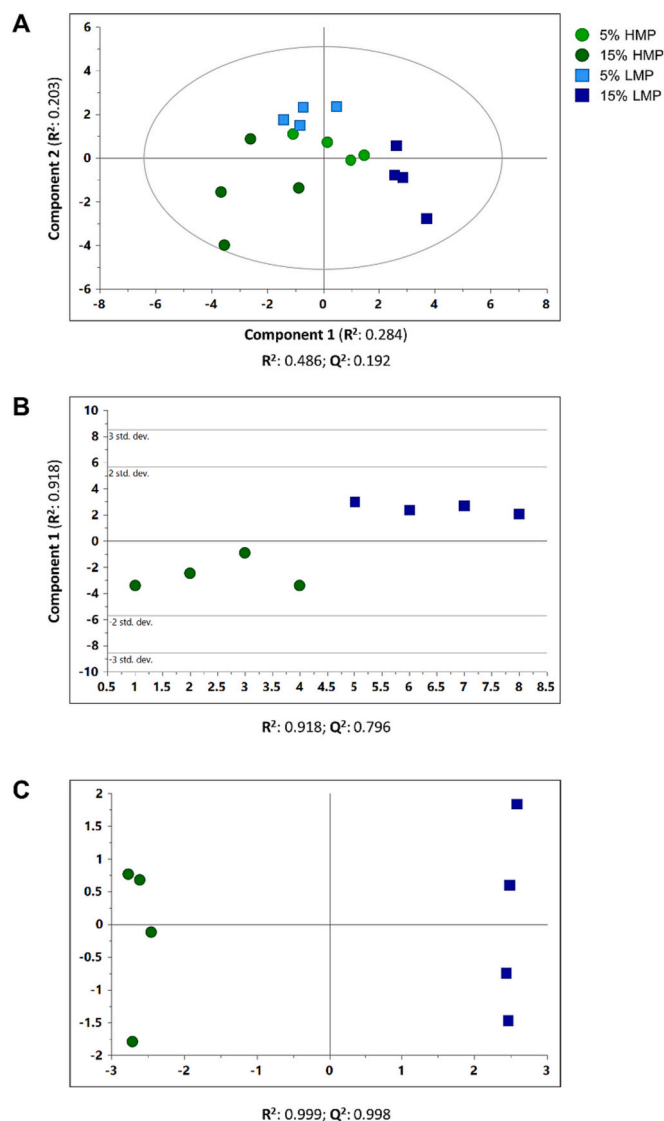 A
5% HMP
15% HMP
5% LMP
15% LMP
Component 2 (R²: 0.203)
6
4
2
0
-2
-4
-6
-8 -6 -4 -2 0 2 4 6 8
Component 1 (R²: 0.284)
R²: 0.486; Q²: 0.192
B
Component 1 (R²: 0.918)
10
8
3 std. dev.
6
2 std. dev.
4
2
0
-2
-4
-6
-2 std. dev.
-8
-3 std. dev.
-10
0.5 1 1.5 2 2.5 3 3.5 4 4.5 5 5.5 6 6.5 7 7.5 8 8.5
R²: 0.918; Q²: 0.796
C
2
1.5
1
0.5
0
-0.5
-1
-1.5
-2
-3 -2 -1 0 1 2 3
R²: 0.999; Q²: 0.998